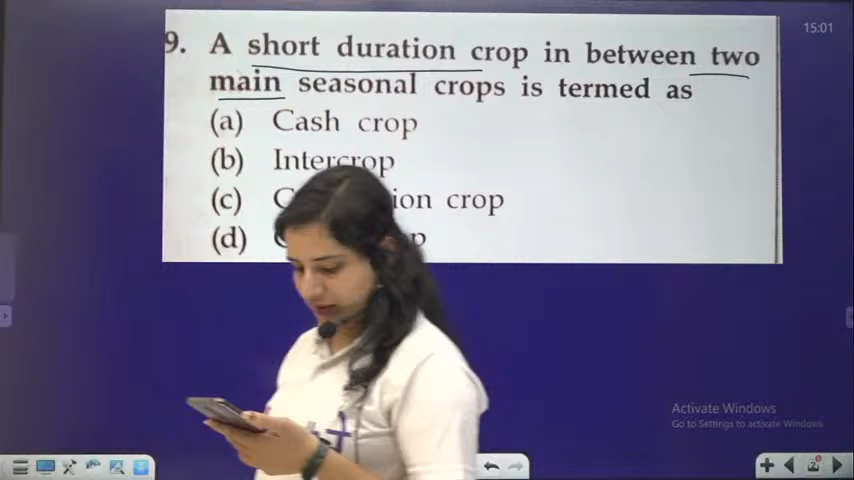 15:01
9. A short duration crop in between two
main seasonal crops is termed as
(a) Cash crop
(b) Intercrop
(c) crop
(d)
Activate Windows
Go to Settings to activate Windows.